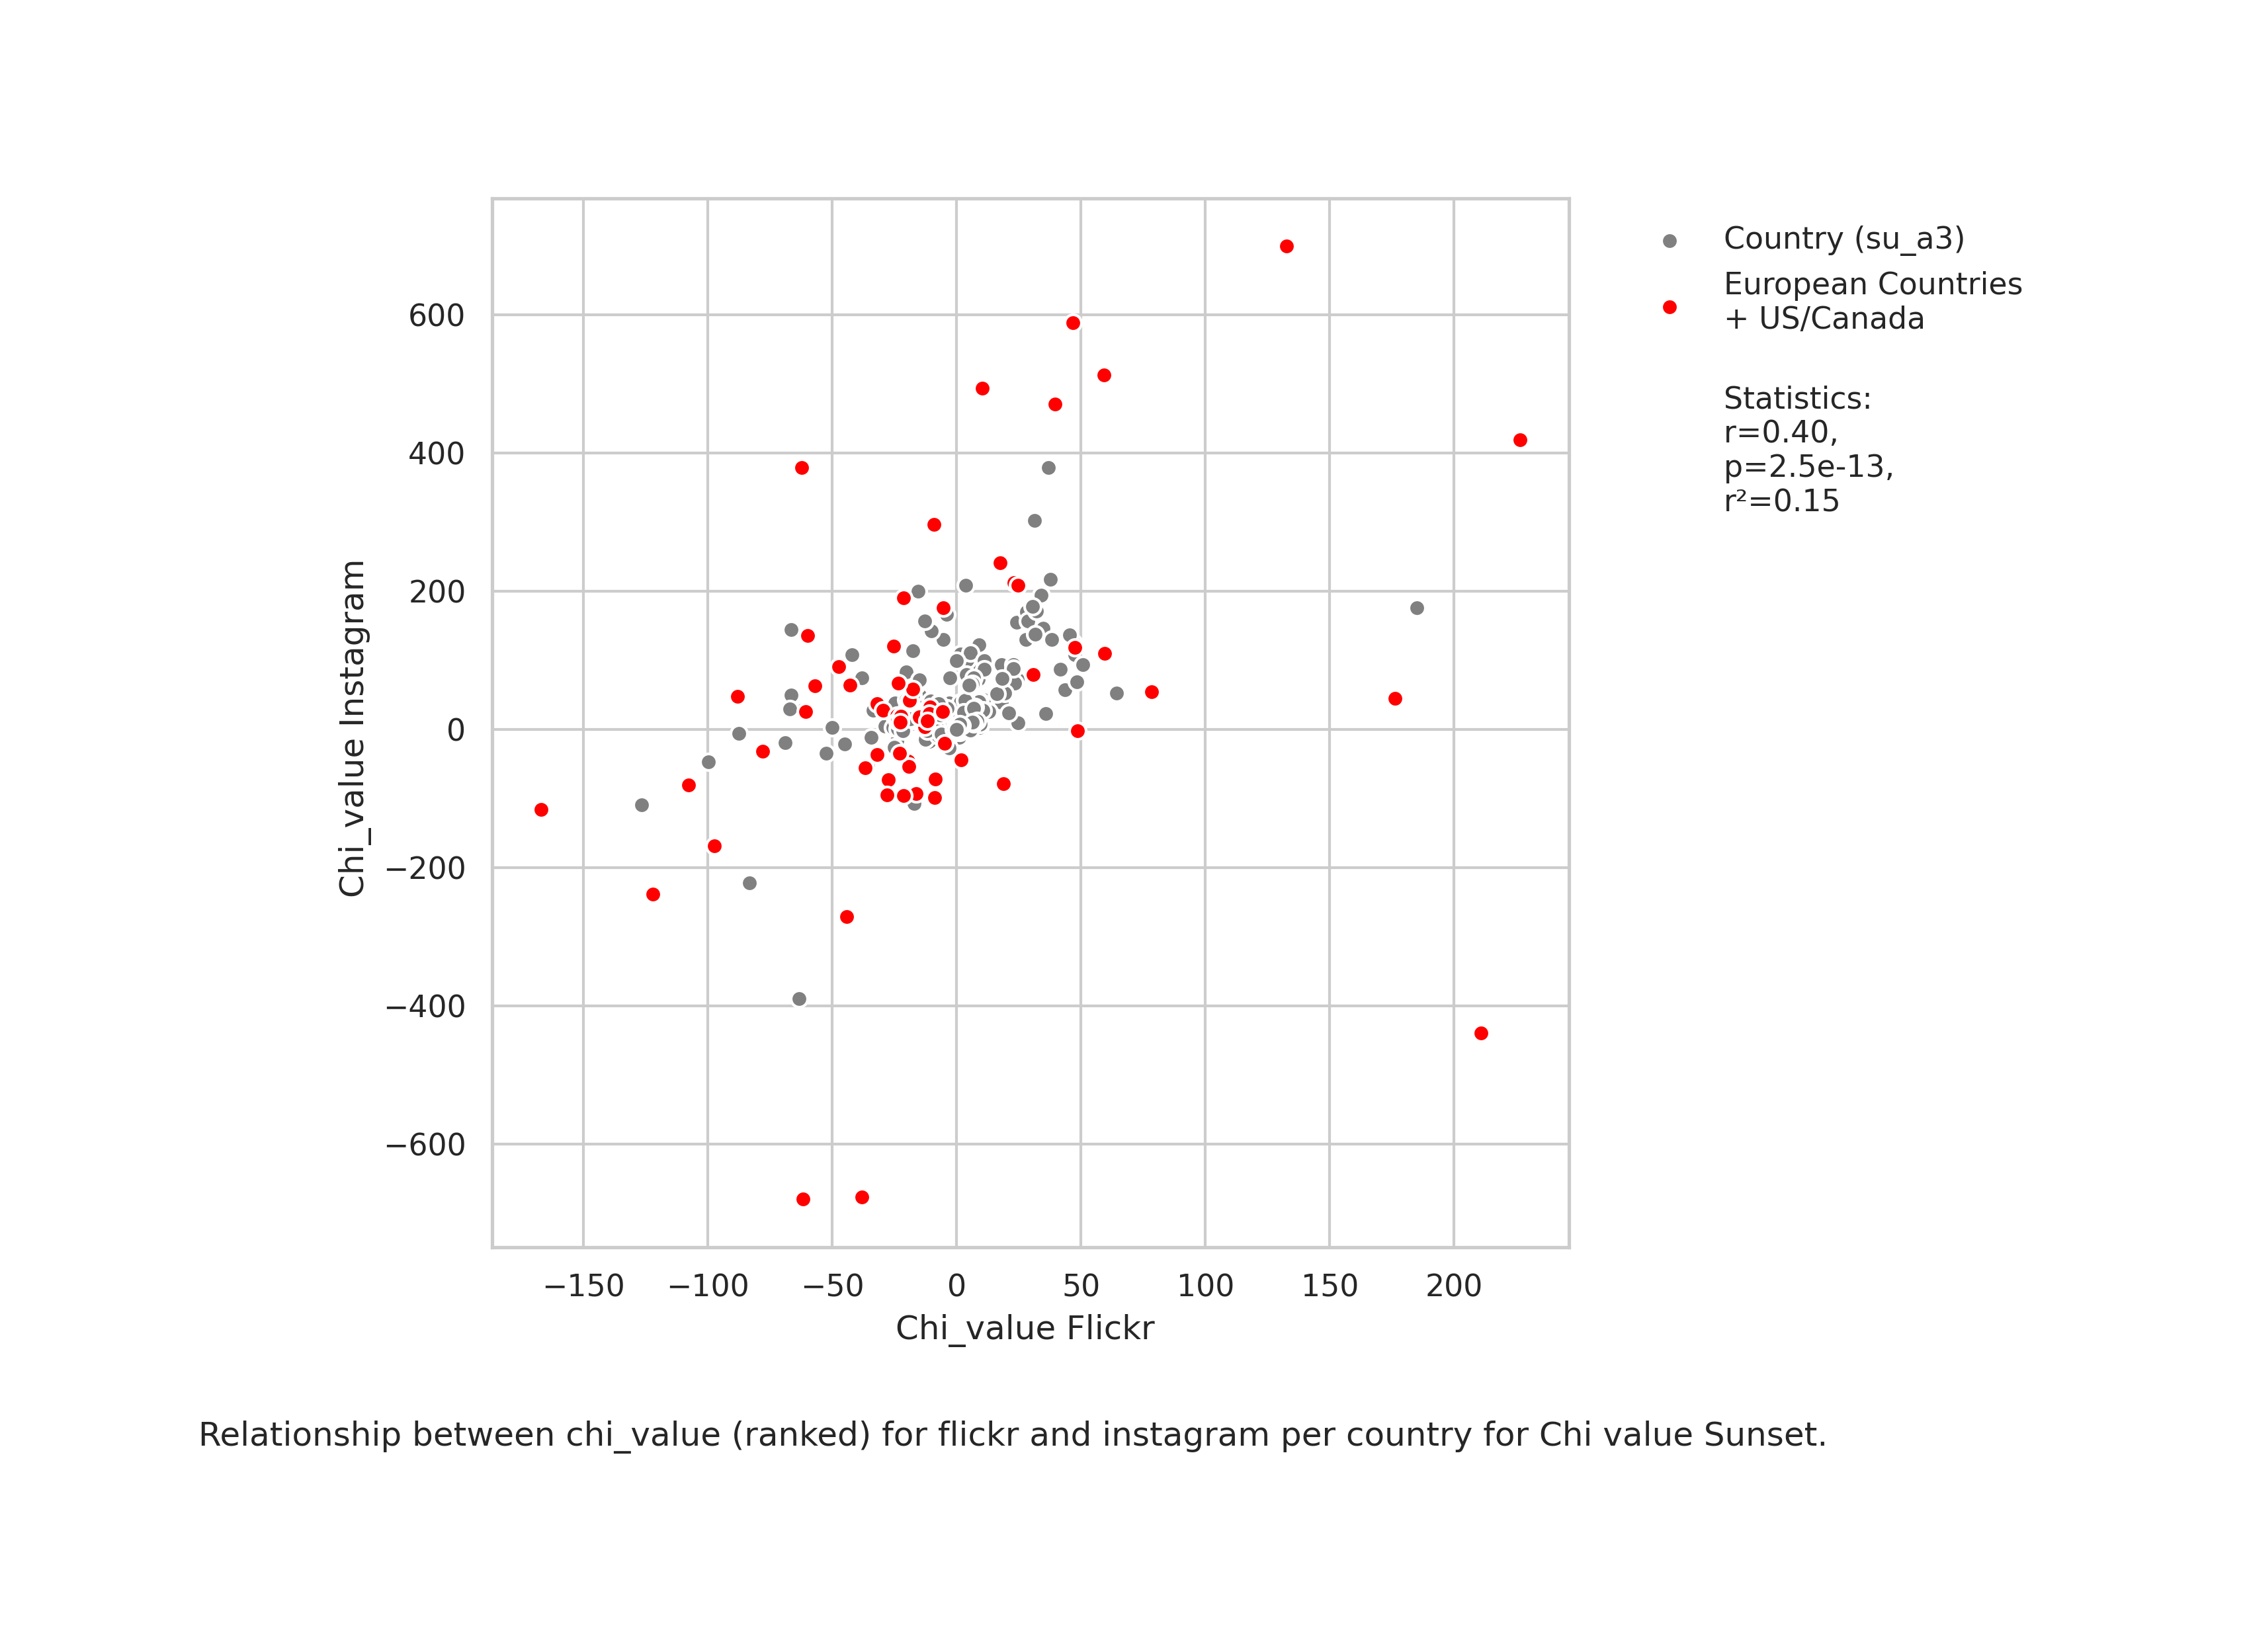 Country (su_a3)
European Countries
+ US/Canada
Statistics:
r=0.40,
p=2.5e-13,
r²=0.15
600
400
200
0
−200
−400
−600
Chi_value Instagram
−150 −100 −50 0 50 100 150 200
Chi_value Flickr
Relationship between chi_value (ranked) for flickr and instagram per country for Chi value Sunset.